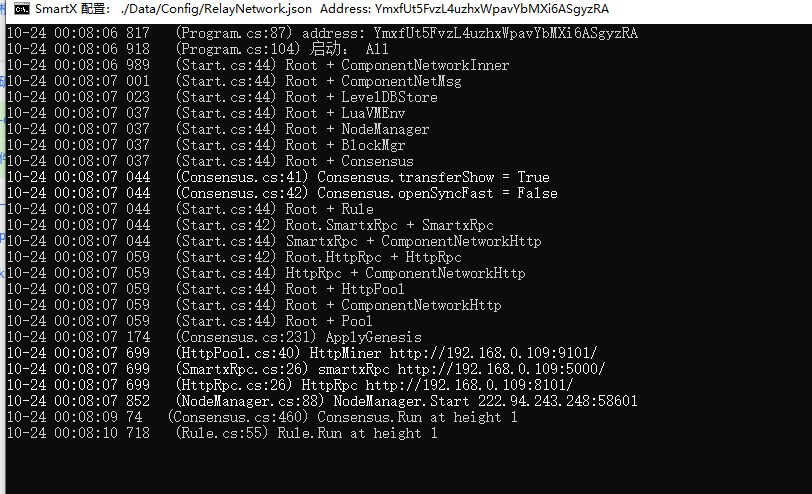 SmartX 配置: ./Data/Config/RelayNetwork.json Address: YmxfUt5FvzL4uzhxWpavYbMXi6ASgyzRA
10-24 00:08:06 817 (Program.cs:87) address: YmxfUt5FvzL4uzhxWpavYbMXi6ASgyzRA
10-24 00:08:06 918 (Program.cs:104) 启动: All
10-24 00:08:06 989 (Start.cs:44) Root + ComponentNetworkInner
10-24 00:08:07 001 (Start.cs:44) Root + ComponentNetMsg
10-24 00:08:07 023 (Start.cs:44) Root + LevelDBStore
10-24 00:08:07 037 (Start.cs:44) Root + LuaVMEnv
10-24 00:08:07 037 (Start.cs:44) Root + NodeManager
10-24 00:08:07 037 (Start.cs:44) Root + BlockMgr
10-24 00:08:07 037 (Start.cs:44) Root + Consensus
10-24 00:08:07 044 (Consensus.cs:41) Consensus.transferShow = True
10-24 00:08:07 044 (Consensus.cs:42) Consensus.openSyncFast = False
10-24 00:08:07 044 (Start.cs:44) Root + Rule
10-24 00:08:07 044 (Start.cs:42) Root.SmartxRpc + SmartxRpc
10-24 00:08:07 044 (Start.cs:44) SmartxRpc + ComponentNetworkHttp
10-24 00:08:07 059 (Start.cs:42) Root.HttpRpc + HttpRpc
10-24 00:08:07 059 (Start.cs:44) HttpRpc + ComponentNetworkHttp
10-24 00:08:07 059 (Start.cs:44) Root + HttpPool
10-24 00:08:07 059 (Start.cs:44) Root + ComponentNetworkHttp
10-24 00:08:07 059 (Start.cs:44) Root + Pool
10-24 00:08:07 174 (Consensus.cs:231) ApplyGenesis
10-24 00:08:07 699 (HttpPool.cs:40) HttpMiner http://192.168.0.109:9101/
10-24 00:08:07 699 (SmartxRpc.cs:26) smartxRpc http://192.168.0.109:5000/
10-24 00:08:07 699 (HttpRpc.cs:26) HttpRpc http://192.168.0.109:8101/
10-24 00:08:07 852 (NodeManager.cs:88) NodeManager.Start 222.94.243.248:58601
10-24 00:08:09 74 (Consensus.cs:460) Consensus.Run at height 1
10-24 00:08:10 718 (Rule.cs:55) Rule.Run at height 1